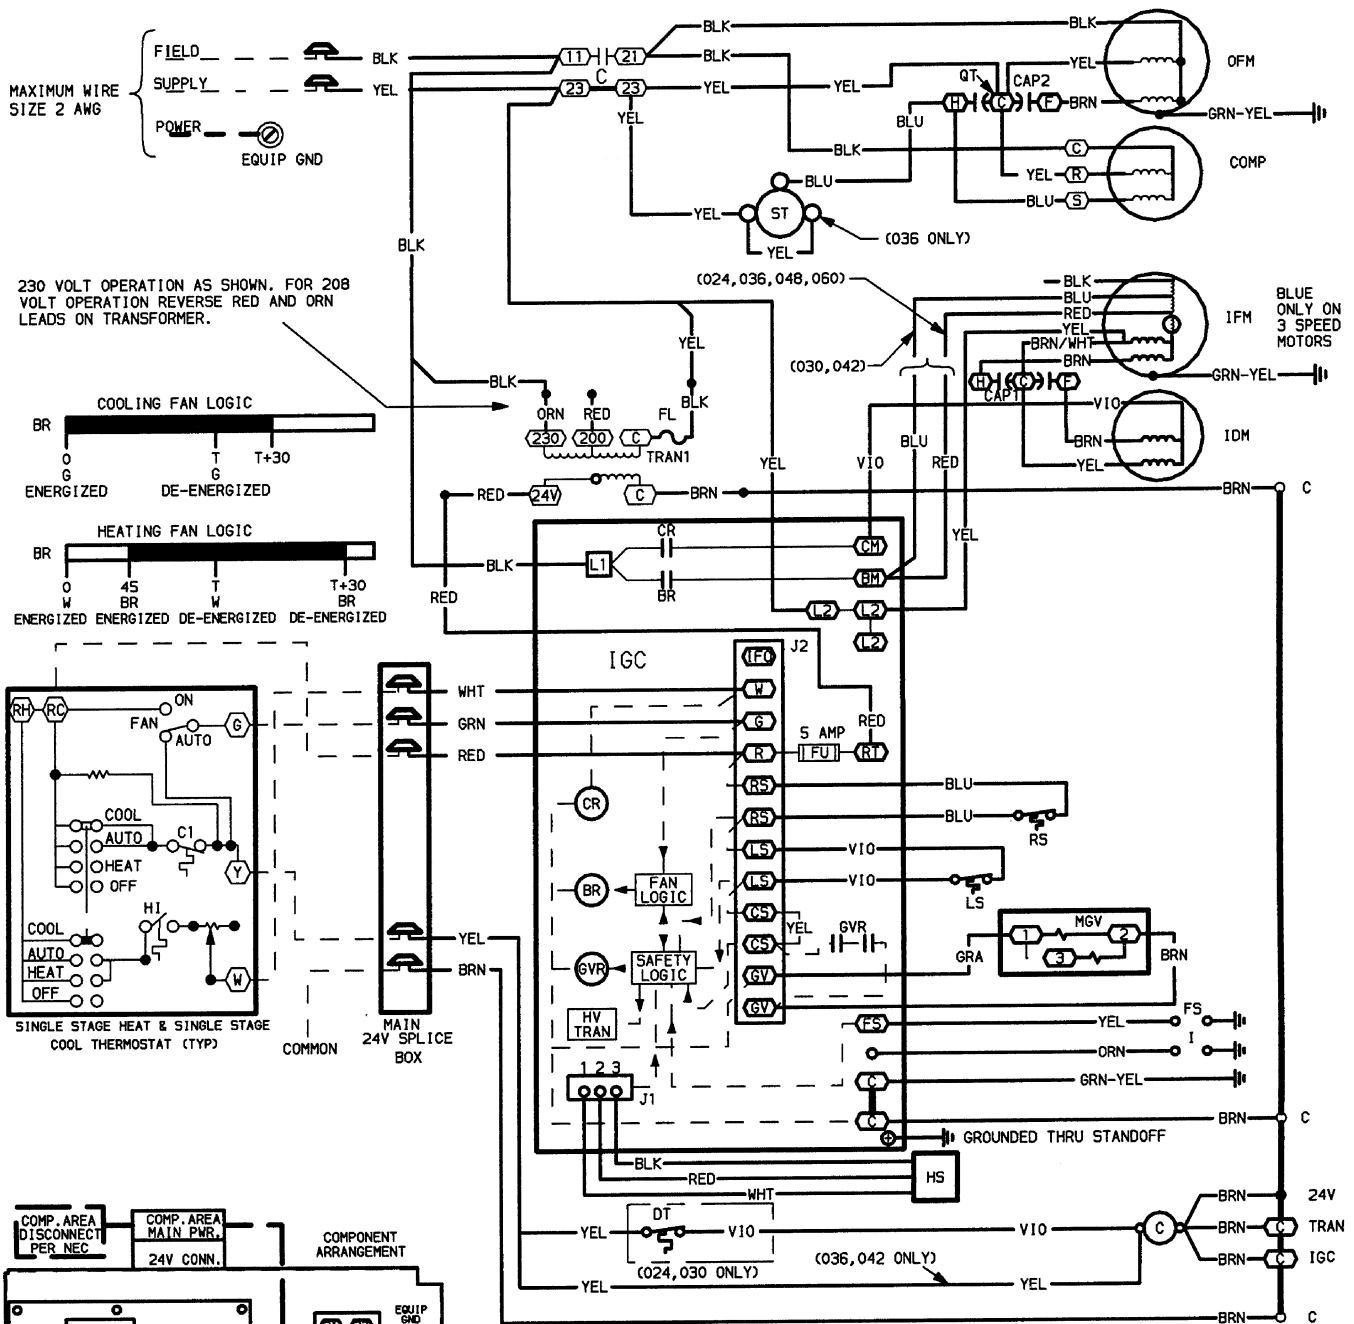 FIELD
SUPPLY
POWER
MAXIMUM WIRE
SIZE 2 AWG
EQUIP GND
BLK
YEL
11
21
C
23
23
BLK
BLK
YEL
YEL
YEL
BLK
BLK
YEL
QT
CAP2
H
C
F
BRN
BLU
OFM
GRN-YEL
C
YEL
R
BLU
S
COMP
BLU
YEL
ST
YEL
(036 ONLY)
BLK
230 VOLT OPERATION AS SHOWN. FOR 208
VOLT OPERATION REVERSE RED AND ORN
LEADS ON TRANSFORMER.
(024,036,048,060)
(030,042)
BLK
BLU
RED
YEL
BRN/WHT
BRN
3
IFM
BLUE
ONLY ON
3 SPEED
MOTORS
GRN-YEL
H
C
F
CAP1
VIO
BRN
YEL
IDM
YEL
BLK
BLK
ORN
RED
FL
230
200
C
TRAN1
RED
24V
C
BRN
YEL
VIO
BLU
RED
YEL
BRN
C
COOLING FAN LOGIC
BR
0
G
ENERGIZED
T
G
DE-ENERGIZED
T+30
HEATING FAN LOGIC
BR
0
W
ENERGIZED
45
BR
ENERGIZED
T
W
DE-ENERGIZED
T+30
BR
DE-ENERGIZED
RED
BLK
L1
CR
BR
CM
BM
L2
L2
L2
IGC
J2
IFO
W
G
R
RS
RS
LS
LS
CS
CS
GV
GV
5 AMP
FU
RT
RED
WHT
GRN
RED
RH
RC
ON
FAN
AUTO
G
COOL
AUTO
HEAT
OFF
C1
Y
H1
COOL
AUTO
HEAT
OFF
W
SINGLE STAGE HEAT & SINGLE STAGE
COOL THERMOSTAT (TYP)
COMMON
MAIN
24V SPLICE
BOX
YEL
BRN
CR
BR
FAN
LOGIC
GVR
SAFETY
LOGIC
HV
TRAN
YEL
GVR
BLU
BLU
RS
VIO
VIO
LS
MGV
1
2
3
GRA
BRN
FS
YEL
FS
ORN
I
C
GRN-YEL
C
BRN
C
1 2 3
J1
GROUNDED THRU STANDOFF
BLK
RED
WHT
HS
YEL
DT
VIO
(024,030 ONLY)
VIO
(036,042 ONLY)
YEL
YEL
C
BRN
24V
BRN
C
TRAN
BRN
C
IGC
BRN
C
COMP.AREA
DISCONNECT
PER NEC
COMP.AREA
MAIN PWR.
24V CONN.
COMPONENT
ARRANGEMENT
EQUIP
GND